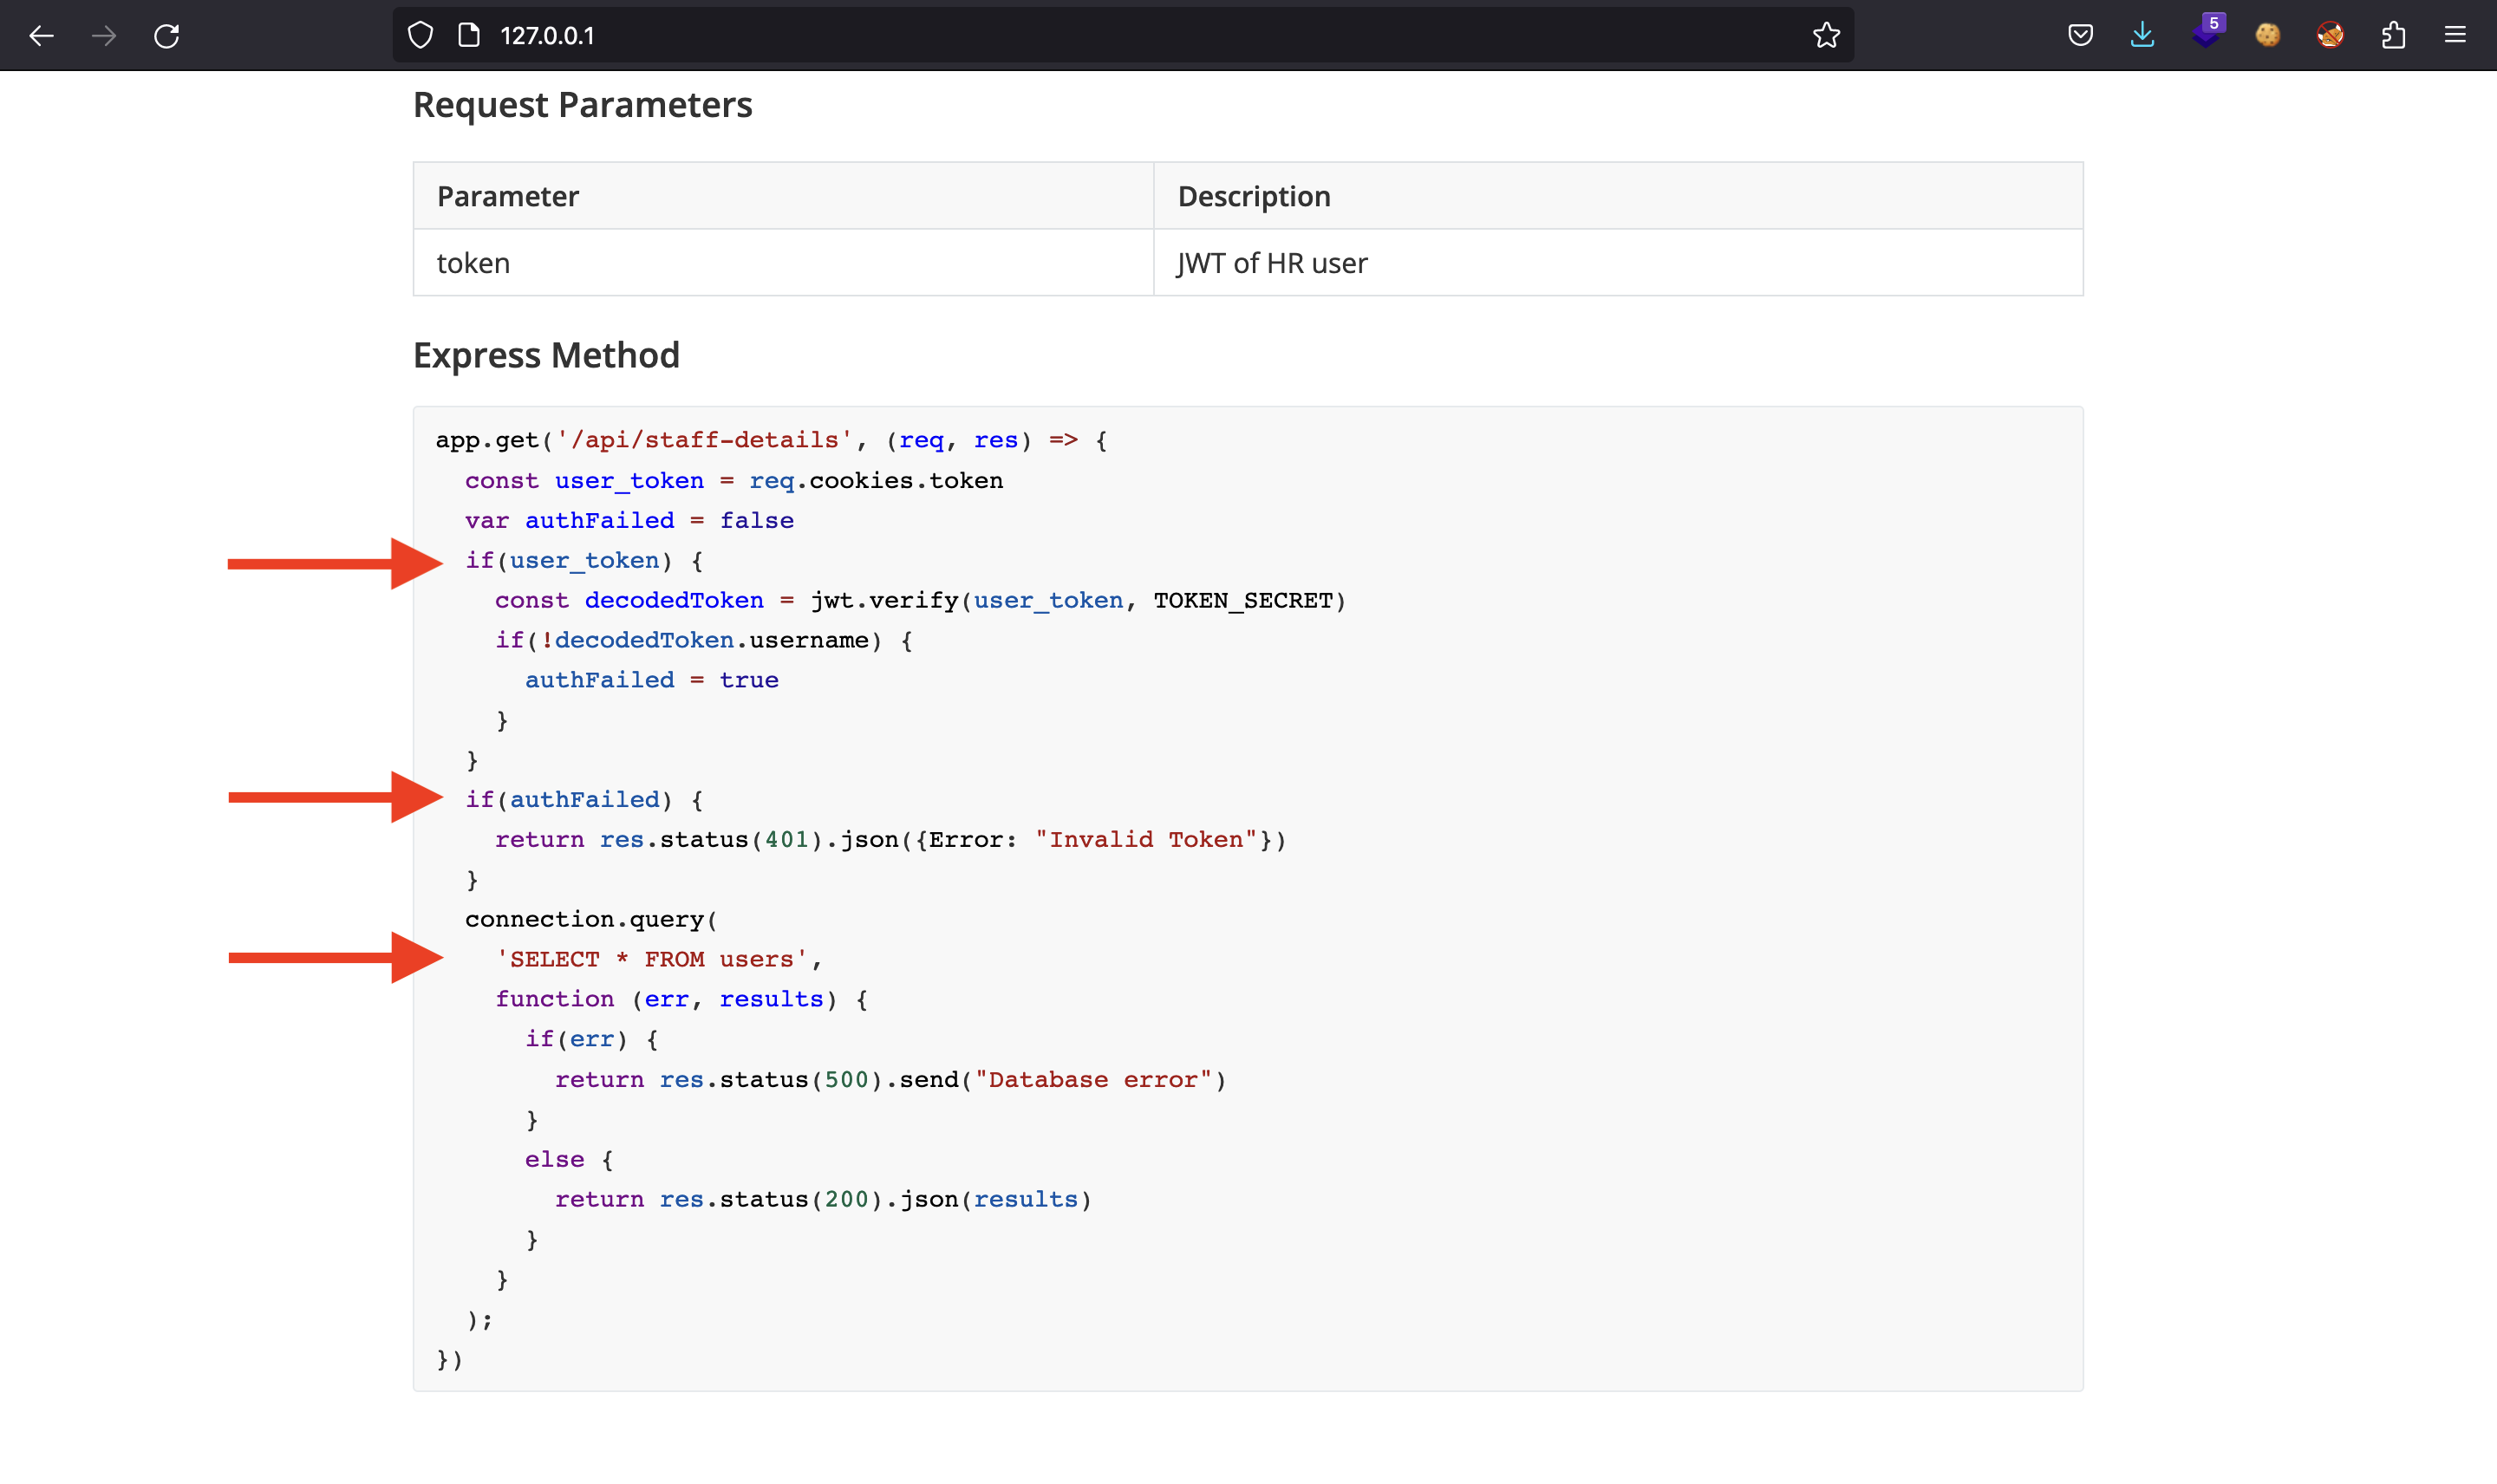 127.0.0.1
5
Request Parameters
Parameter Description
token JWT of HR user
Express Method
app.get('/api/staff-details', (req, res) => {
  const user_token = req.cookies.token
  var authFailed = false
  if(user_token) {
    const decodedToken = jwt.verify(user_token, TOKEN_SECRET)
    if(!decodedToken.username) {
      authFailed = true
    }
  }
  if(authFailed) {
    return res.status(401).json({Error: "Invalid Token"})
  }
  connection.query(
    'SELECT * FROM users',
    function (err, results) {
      if(err) {
        return res.status(500).send("Database error")
      }
      else {
        return res.status(200).json(results)
      }
    }
  );
})